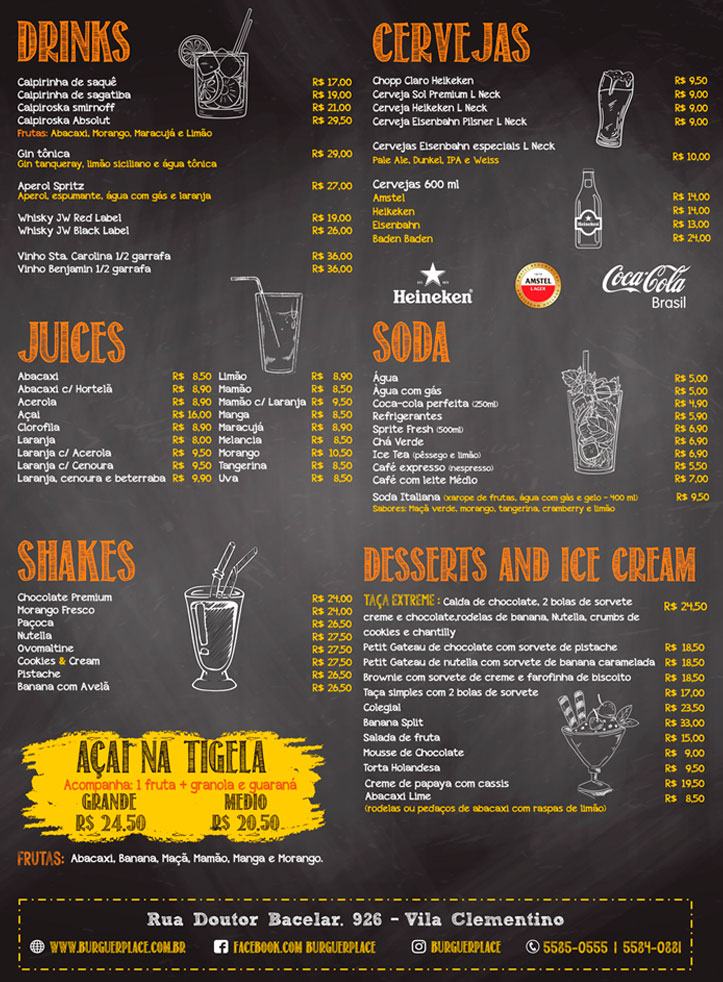 DRINKS
Caipirinha de saquê R$ 17,00
Caipirinha de sagatiba R$ 19,00
Caipiroska smirnoff R$ 21,00
Caipiroska Absolut R$ 29,50
Frutas: Abacaxi, Morango, Maracujá e Limão
Gin tônica R$ 29,00
Gin tanqueray, limão siciliano e água tônica
Aperol Spritz R$ 27,00
Aperol, espumante, água com gás e laranja
Whisky JW Red Label R$ 19,00
Whisky JW Black Label R$ 26,00
Vinho Sta. Carolina 1/2 garrafa R$ 36,00
Vinho Benjamin 1/2 garrafa R$ 36,00
CERVEJAS
Chopp Claro Heikeken R$ 9,50
Cerveja Sol Premium L Neck R$ 9,00
Cerveja Heikeken L Neck R$ 9,00
Cerveja Eisenbahn Pilsner L Neck R$ 9,00
Cervejas Eisenbahn especiais L Neck
Pale Ale, Dunkel, IPA e Weiss R$ 10,00
Cervejas 600 ml
Amstel R$ 14,00
Heikeken R$ 14,00
Eisenbahn R$ 13,00
Baden Baden R$ 24,00
Heineken
Heineken
AMSTEL
LAGER
Coca-Cola
Brasil
JUICES
Abacaxi R$ 8,50 Limão R$ 8,90
Abacaxi c/ Hortelã R$ 8,90 Mamão R$ 8,50
Acerola R$ 8,90 Mamão c/ Laranja R$ 9,50
Açai R$ 16,00 Manga R$ 8,50
Clorofila R$ 8,90 Maracujá R$ 8,90
Laranja R$ 8,00 Melancia R$ 8,50
Laranja c/ Acerola R$ 9,50 Morango R$ 10,50
Laranja c/ Cenoura R$ 9,50 Tangerina R$ 8,50
Laranja, cenoura e beterraba R$ 9,90 Uva R$ 8,50
SODA
Água R$ 5,00
Água com gás R$ 5,00
Coca-cola perfeita (250ml) R$ 4,90
Refrigerantes R$ 5,90
Sprite Fresh (500ml) R$ 6,90
Chá Verde R$ 6,90
Ice Tea (pêssego e limão) R$ 6,90
Café expresso (nespresso) R$ 5,50
Café com leite Médio R$ 7,00
Soda Italiana (xarope de frutas, água com gás e gelo - 400 ml) R$ 9,50
Sabores: Maçã verde, morango, tangerina, cramberry e limão
SHAKES
Chocolate Premium R$ 24,00
Morango Fresco R$ 24,00
Paçoca R$ 26,50
Nutella R$ 27,50
Ovomaltine R$ 27,50
Cookies & Cream R$ 27,50
Pistache R$ 26,50
Banana com Avelã R$ 26,50
DESSERTS AND ICE CREAM
TAÇA EXTREME : Calda de chocolate, 2 bolas de sorvete R$ 24,50
creme e chocolate,rodelas de banana, Nutella, crumbs de
cookies e chantilly
Petit Gateau de chocolate com sorvete de pistache R$ 18,50
Petit Gateau de nutella com sorvete de banana caramelada R$ 18,50
Brownie com sorvete de creme e farofinha de biscoito R$ 18,50
Taça simples com 2 bolas de sorvete R$ 17,00
Colegial R$ 23,50
Banana Split R$ 33,00
Salada de fruta R$ 15,00
Mousse de Chocolate R$ 9,00
Torta Holandesa R$ 9,50
Creme de papaya com cassis R$ 19,50
Abacaxi Lime R$ 8,50
(rodelas ou pedaços de abacaxi com raspas de limão)
AÇAI NA TIGELA
Acompanha: 1 fruta + granola e guaraná
GRANDE MEDIO
R$ 24.50 R$ 20.50
FRUTAS: Abacaxi, Banana, Maçã, Mamão, Manga e Morango.
Rua Doutor Bacelar, 926 - Vila Clementino
WWW.BURGUERPLACE.COM.BR FACEBOOK.COM BURGUERPLACE BURGUERPLACE 5585-0555 | 5584-0881